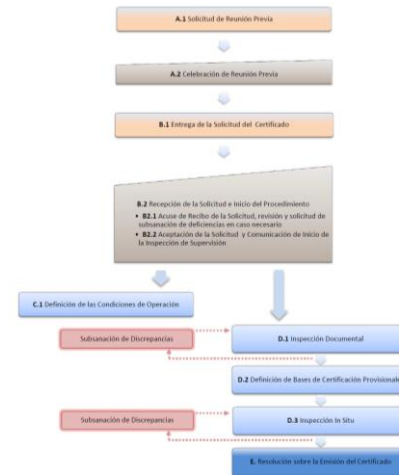 A.1 Solicitud de Reunión Previa
A.2 Celebración de Reunión Previa
B.1 Entrega de la Solicitud del Certificado
B.2 Recepción de la Solicitud e Inicio del Procedimiento
• B2.1 Acuse de Recibo de la Solicitud, revisión y solicitud de
subsanación de deficiencias en caso necesario
• B2.2 Aceptación de la Solicitud y Comunicación de Inicio de
la Inspección de Supervisión
C.1 Definición de las Condiciones de Operación
Subsanación de Discrepancias
D.1 Inspección Documental
D.2 Definición de Bases de Certificación Provisionales
Subsanación de Discrepancias
D.3 Inspección In Situ
E. Resolución sobre la Emisión del Certificado